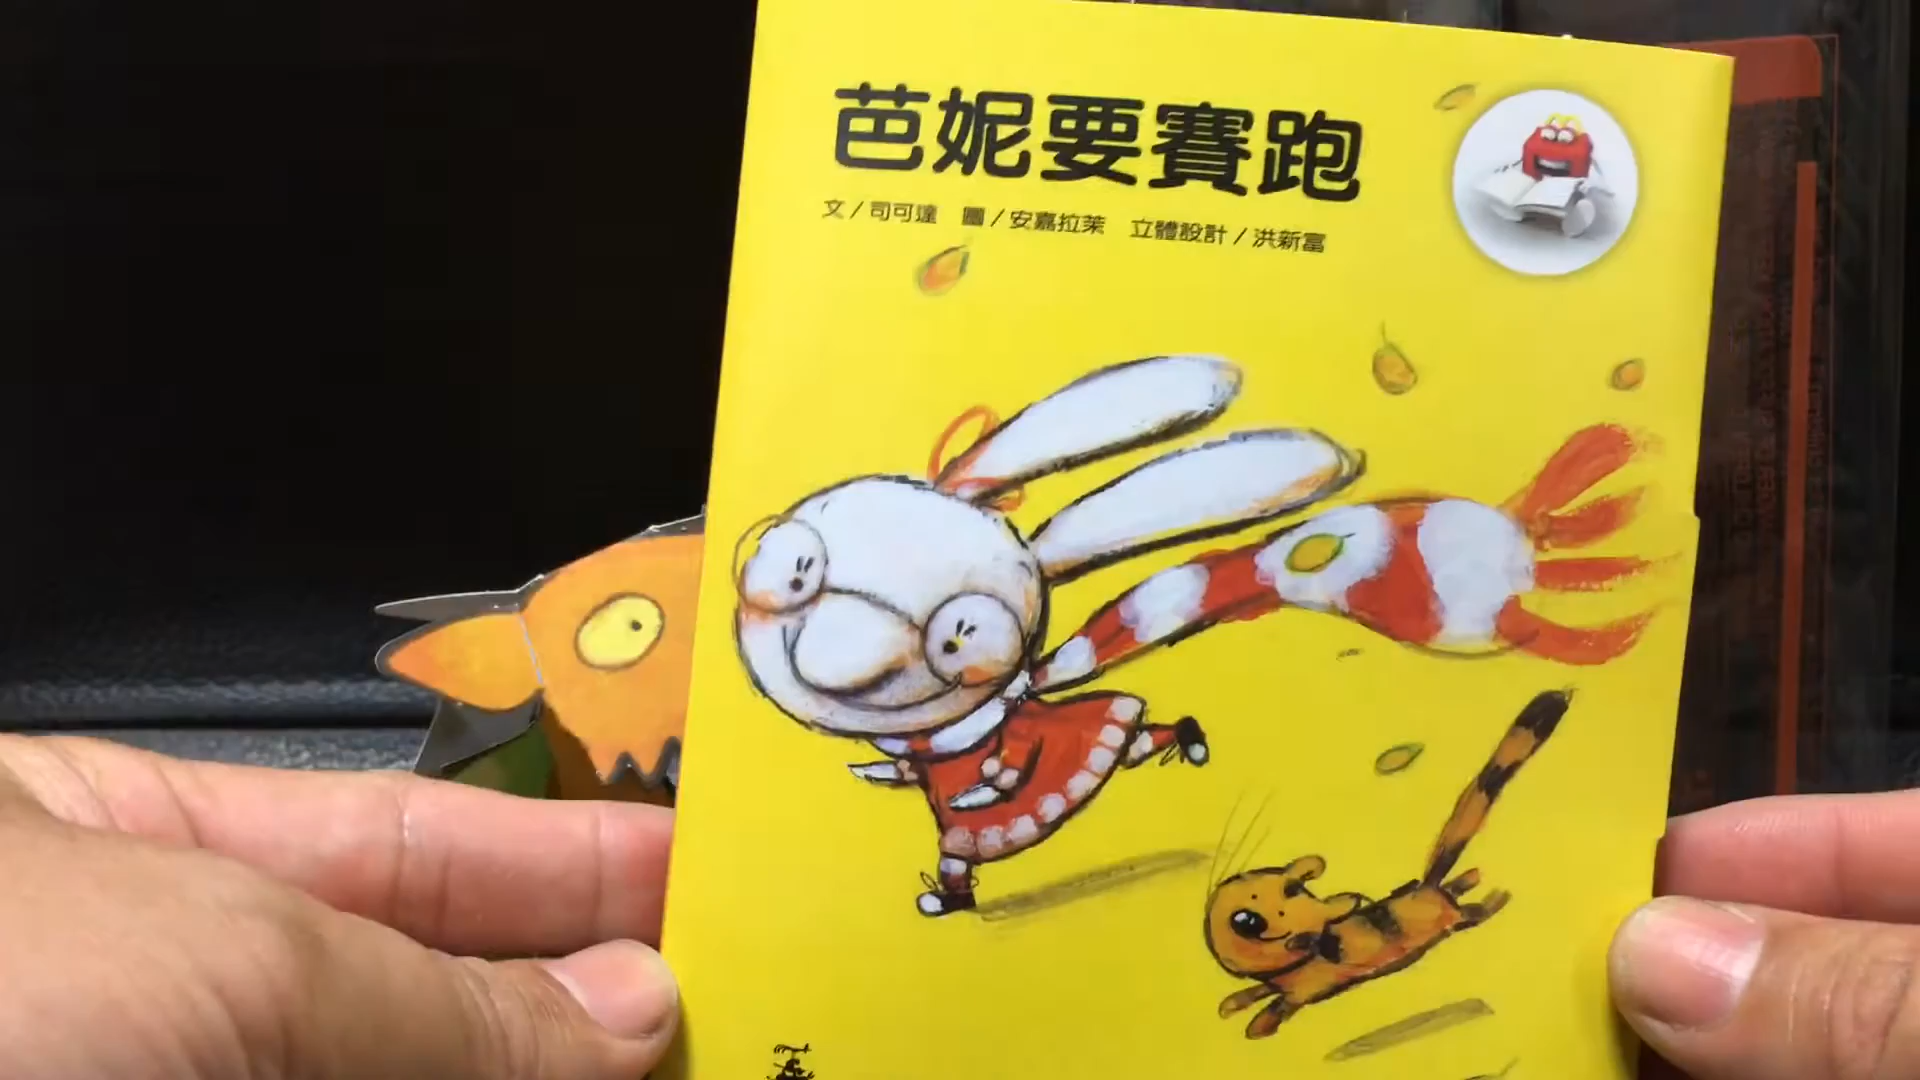 芭妮要賽跑
文／司可達　圖／安嘉拉茉　立體設計／洪新富